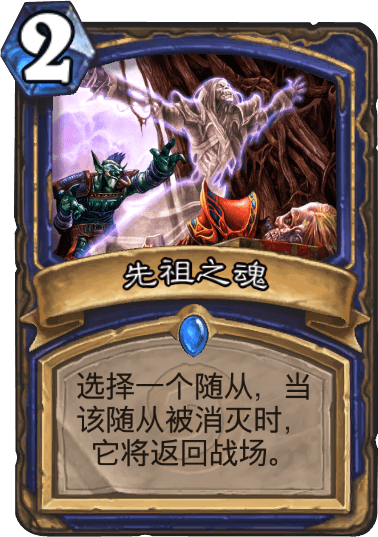 2
先祖之魂
选择一个随从，当
该随从被消灭时，
它将返回战场。